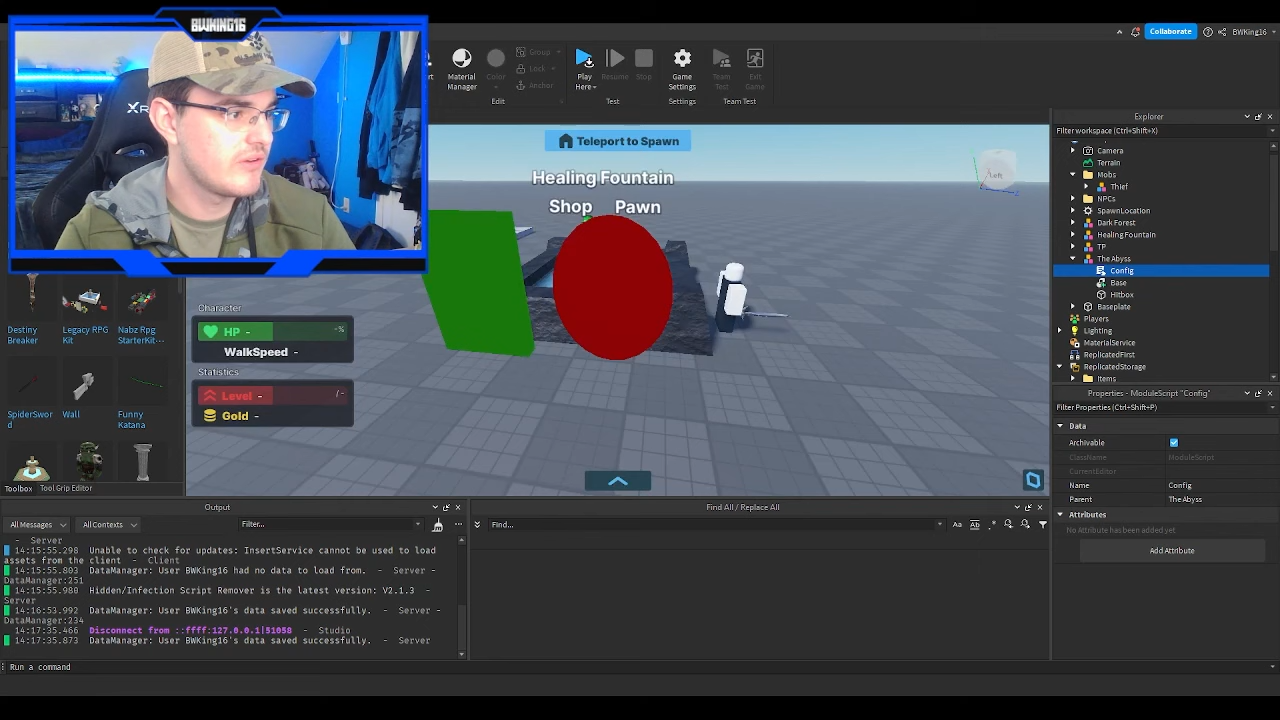 BWKING16
XR
Collaborate
BWKing16
Material
Manager
Color
Group
Lock
Anchor
Edit
Play
Here
Resume
Stop
Test
Game
Settings
Settings
Team
Test
Exit
Game
Team Test
Teleport to Spawn
Healing Fountain
Shop Pawn
Left
Character
HP - -%
WalkSpeed -
Statistics
Level - /-
Gold -
Destiny
Breaker
Legacy RPG
Kit
Nabz Rpg
StarterKit...
SpiderSwor
d
Wall
Funny
Katana
Toolbox Tool Grip Editor
Explorer
Filter workspace (Ctrl+Shift+X)
Camera
Terrain
Mobs
Thief
NPCs
SpawnLocation
Dark Forest
Healing Fountain
TP
The Abyss
Config
Base
Hitbox
Baseplate
Players
Lighting
MaterialService
ReplicatedFirst
ReplicatedStorage
Items
Properties - ModuleScript "Config"
Filter Properties (Ctrl+Shift+P)
Data
Archivable
ClassName ModuleScript
CurrentEditor
Name Config
Parent The Abyss
Attributes
No Attribute has been added yet
Add Attribute
Output
All Messages All Contexts Filter...
- Server
14:15:55.298 Unable to check for updates: InsertService cannot be used to load
assets from the client - Client
14:15:55.803 DataManager: User BWKing16 had no data to load from. - Server -
DataManager:251
14:15:55.980 Hidden/Infection Script Remover is the latest version: V2.1.3 -
Server
14:16:53.992 DataManager: User BWKing16's data saved successfully. - Server -
DataManager:234
14:17:35.466 Disconnect from ::ffff:127.0.0.1|51058 - Studio
14:17:35.873 DataManager: User BWKing16's data saved successfully. - Server
Find All / Replace All
Find...
Aa ab .*
Run a command